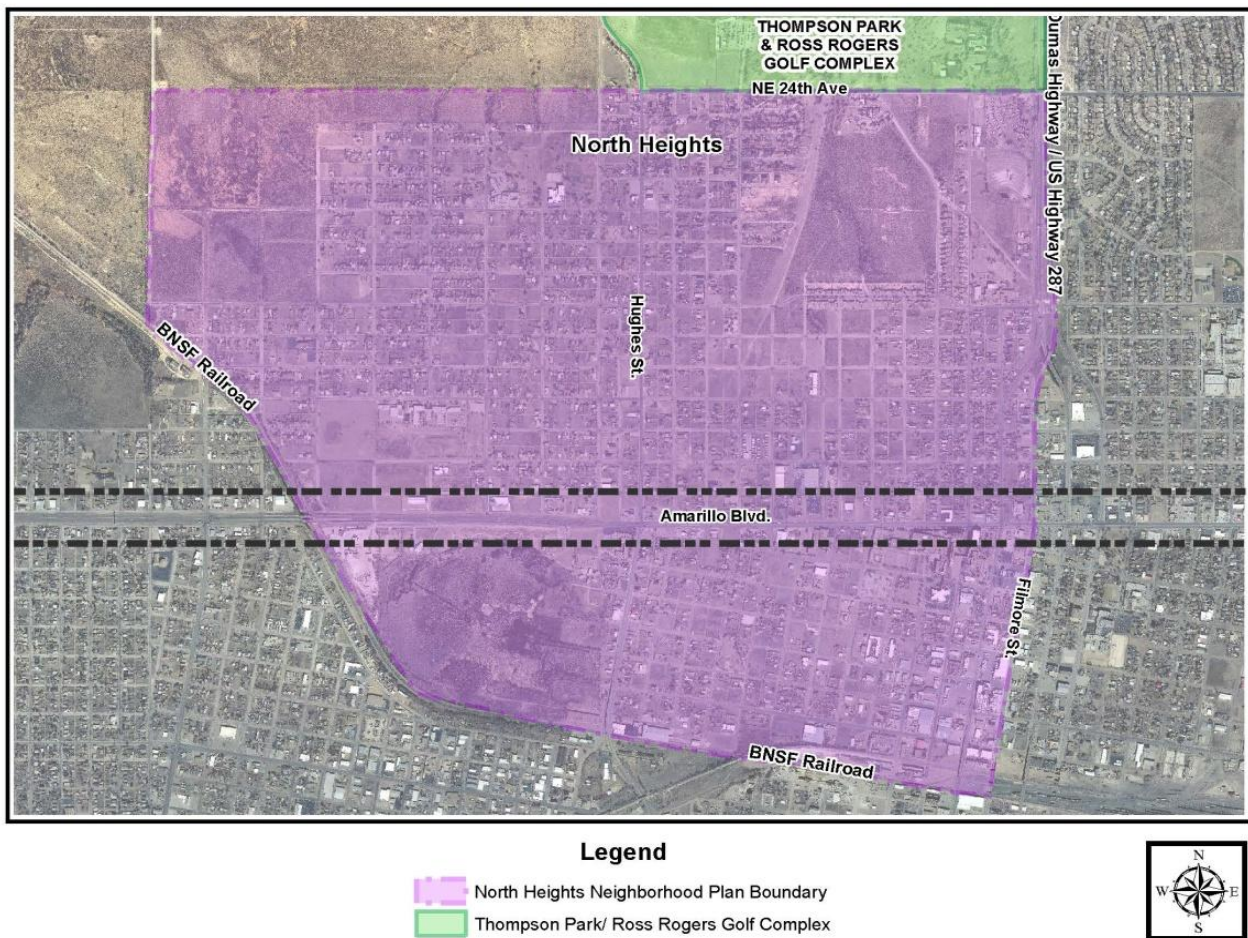 THOMPSON PARK
& ROSS ROGERS
GOLF COMPLEX
NE 24th Ave
Dumas Highway / US Highway 287
North Heights
Hughes St.
BNSF Railroad
Amarillo Blvd.
Filmore St.
BNSF Railroad
Legend
North Heights Neighborhood Plan Boundary
Thompson Park/ Ross Rogers Golf Complex
N
W
E
S